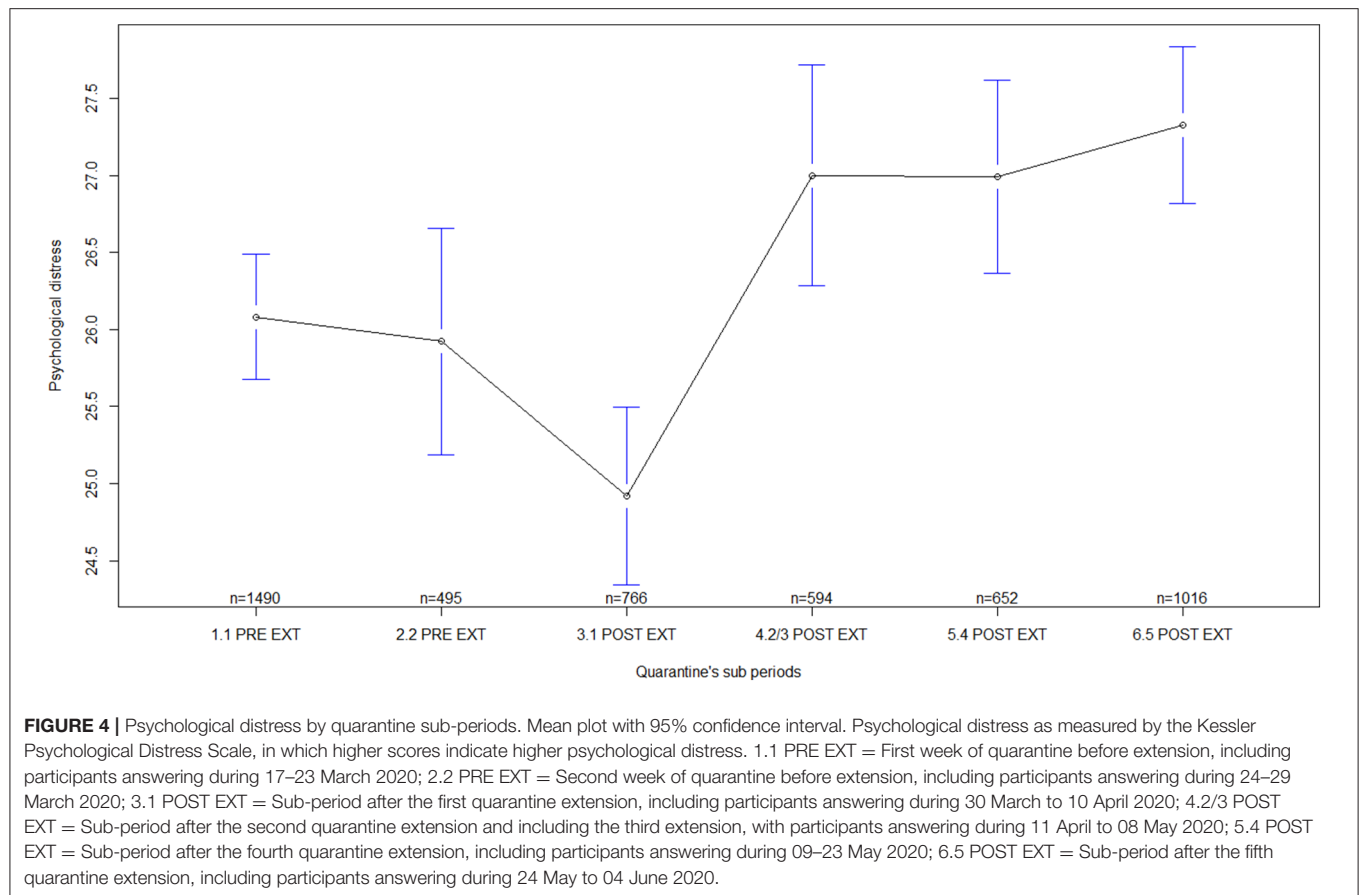 27.5
27.0
26.5
26.0
25.5
25.0
24.5
Psychological distress
n=1490 n=495 n=766 n=594 n=652 n=1016
1.1 PRE EXT 2.2 PRE EXT 3.1 POST EXT 4.2/3 POST EXT 5.4 POST EXT 6.5 POST EXT
Quarantine's sub periods
FIGURE 4 | Psychological distress by quarantine sub-periods. Mean plot with 95% confidence interval. Psychological distress as measured by the Kessler
Psychological Distress Scale, in which higher scores indicate higher psychological distress. 1.1 PRE EXT = First week of quarantine before extension, including
participants answering during 17–23 March 2020; 2.2 PRE EXT = Second week of quarantine before extension, including participants answering during 24–29
March 2020; 3.1 POST EXT = Sub-period after the first quarantine extension, including participants answering during 30 March to 10 April 2020; 4.2/3 POST
EXT = Sub-period after the second quarantine extension and including the third extension, with participants answering during 11 April to 08 May 2020; 5.4 POST
EXT = Sub-period after the fourth quarantine extension, including participants answering during 09–23 May 2020; 6.5 POST EXT = Sub-period after the fifth
quarantine extension, including participants answering during 24 May to 04 June 2020.